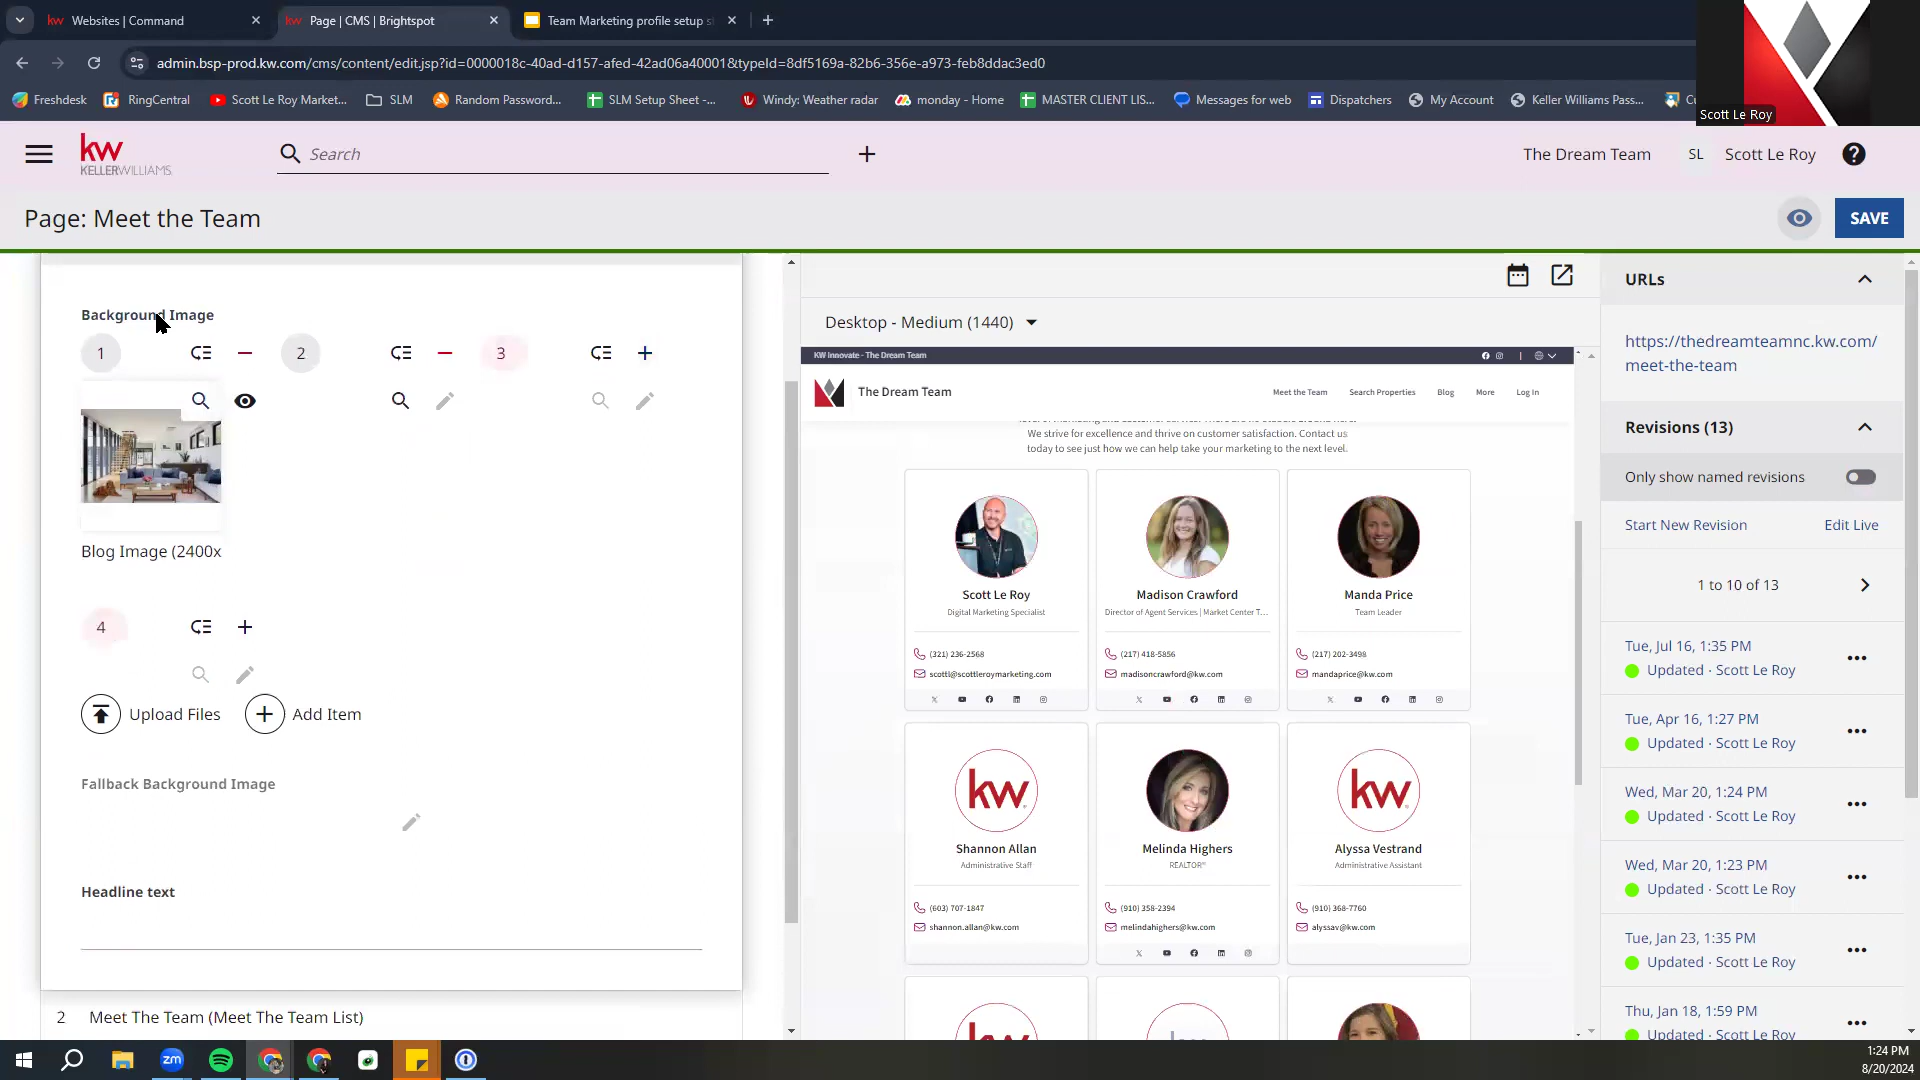 Websites | Command
Page | CMS | Brightspot
Team Marketing profile setup s
admin.bsp-prod.kw.com/cms/content/edit.jsp?id=0000018c-40ad-d157-afed-42ad06a40001&typeId=8df5169a-82b6-356e-a973-feb8ddac3ed0
Freshdesk
RingCentral
Scott Le Roy Market...
SLM
Random Password...
SLM Setup Sheet -...
Windy: Weather radar
monday - Home
MASTER CLIENT LIS...
Messages for web
Dispatchers
My Account
Keller Williams Pass...
Scott Le Roy
kw
KELLERWILLIAMS.
Search
The Dream Team
SL
Scott Le Roy
Page: Meet the Team
SAVE
Background Image
1
2
3
Blog Image (2400x
4
Upload Files
Add Item
Fallback Background Image
Headline text
2 Meet The Team (Meet The Team List)
Desktop - Medium (1440)
KW Innovate - The Dream Team
The Dream Team
Meet the Team
Search Properties
Blog
More
Log In
We strive for excellence and thrive on customer satisfaction. Contact us
today to see just how we can help take your marketing to the next level.
Scott Le Roy
Digital Marketing Specialist
(321) 236-2568
scottl@scottleroymarketing.com
Madison Crawford
Director of Agent Services | Market Center T...
(217) 418-5856
madisoncrawford@kw.com
Manda Price
Team Leader
(217) 202-3498
mandaprice@kw.com
kw
Shannon Allan
Administrative Staff
(603) 707-1847
shannon.allan@kw.com
Melinda Highers
REALTOR®
(910) 358-2394
melindahighers@kw.com
kw
Alyssa Vestrand
Administrative Assistant
(910) 368-7760
alyssav@kw.com
URLs
https://thedreamteamnc.kw.com/
meet-the-team
Revisions (13)
Only show named revisions
Start New Revision
Edit Live
1 to 10 of 13
Tue, Jul 16, 1:35 PM
Updated · Scott Le Roy
Tue, Apr 16, 1:27 PM
Updated · Scott Le Roy
Wed, Mar 20, 1:24 PM
Updated · Scott Le Roy
Wed, Mar 20, 1:23 PM
Updated · Scott Le Roy
Tue, Jan 23, 1:35 PM
Updated · Scott Le Roy
Thu, Jan 18, 1:59 PM
Updated · Scott Le Roy
zm
1:24 PM
8/20/2024